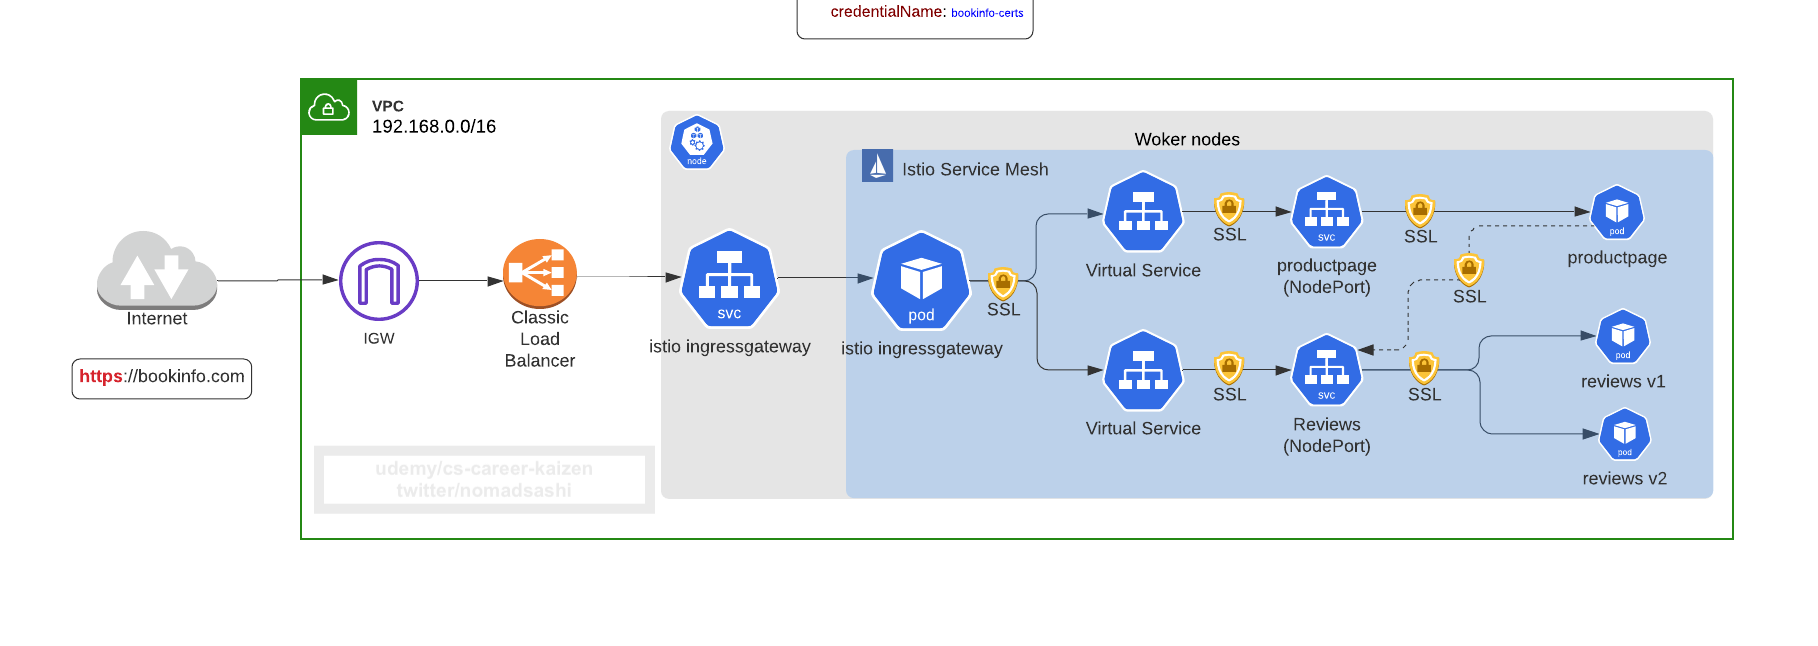 credentialName: bookinfo-certs
VPC
192.168.0.0/16
Woker nodes
node
Istio Service Mesh
SSL
svc
SSL
pod
SSL
Virtual Service
productpage
(NodePort)
productpage
SSL
Internet
IGW
Classic
Load
Balancer
svc
istio ingressgateway
pod
istio ingressgateway
SSL
https://bookinfo.com
Virtual Service
SSL
svc
Reviews
(NodePort)
SSL
pod
reviews v1
pod
reviews v2
udemy/cs-career-kaizen
twitter/nomadsashi